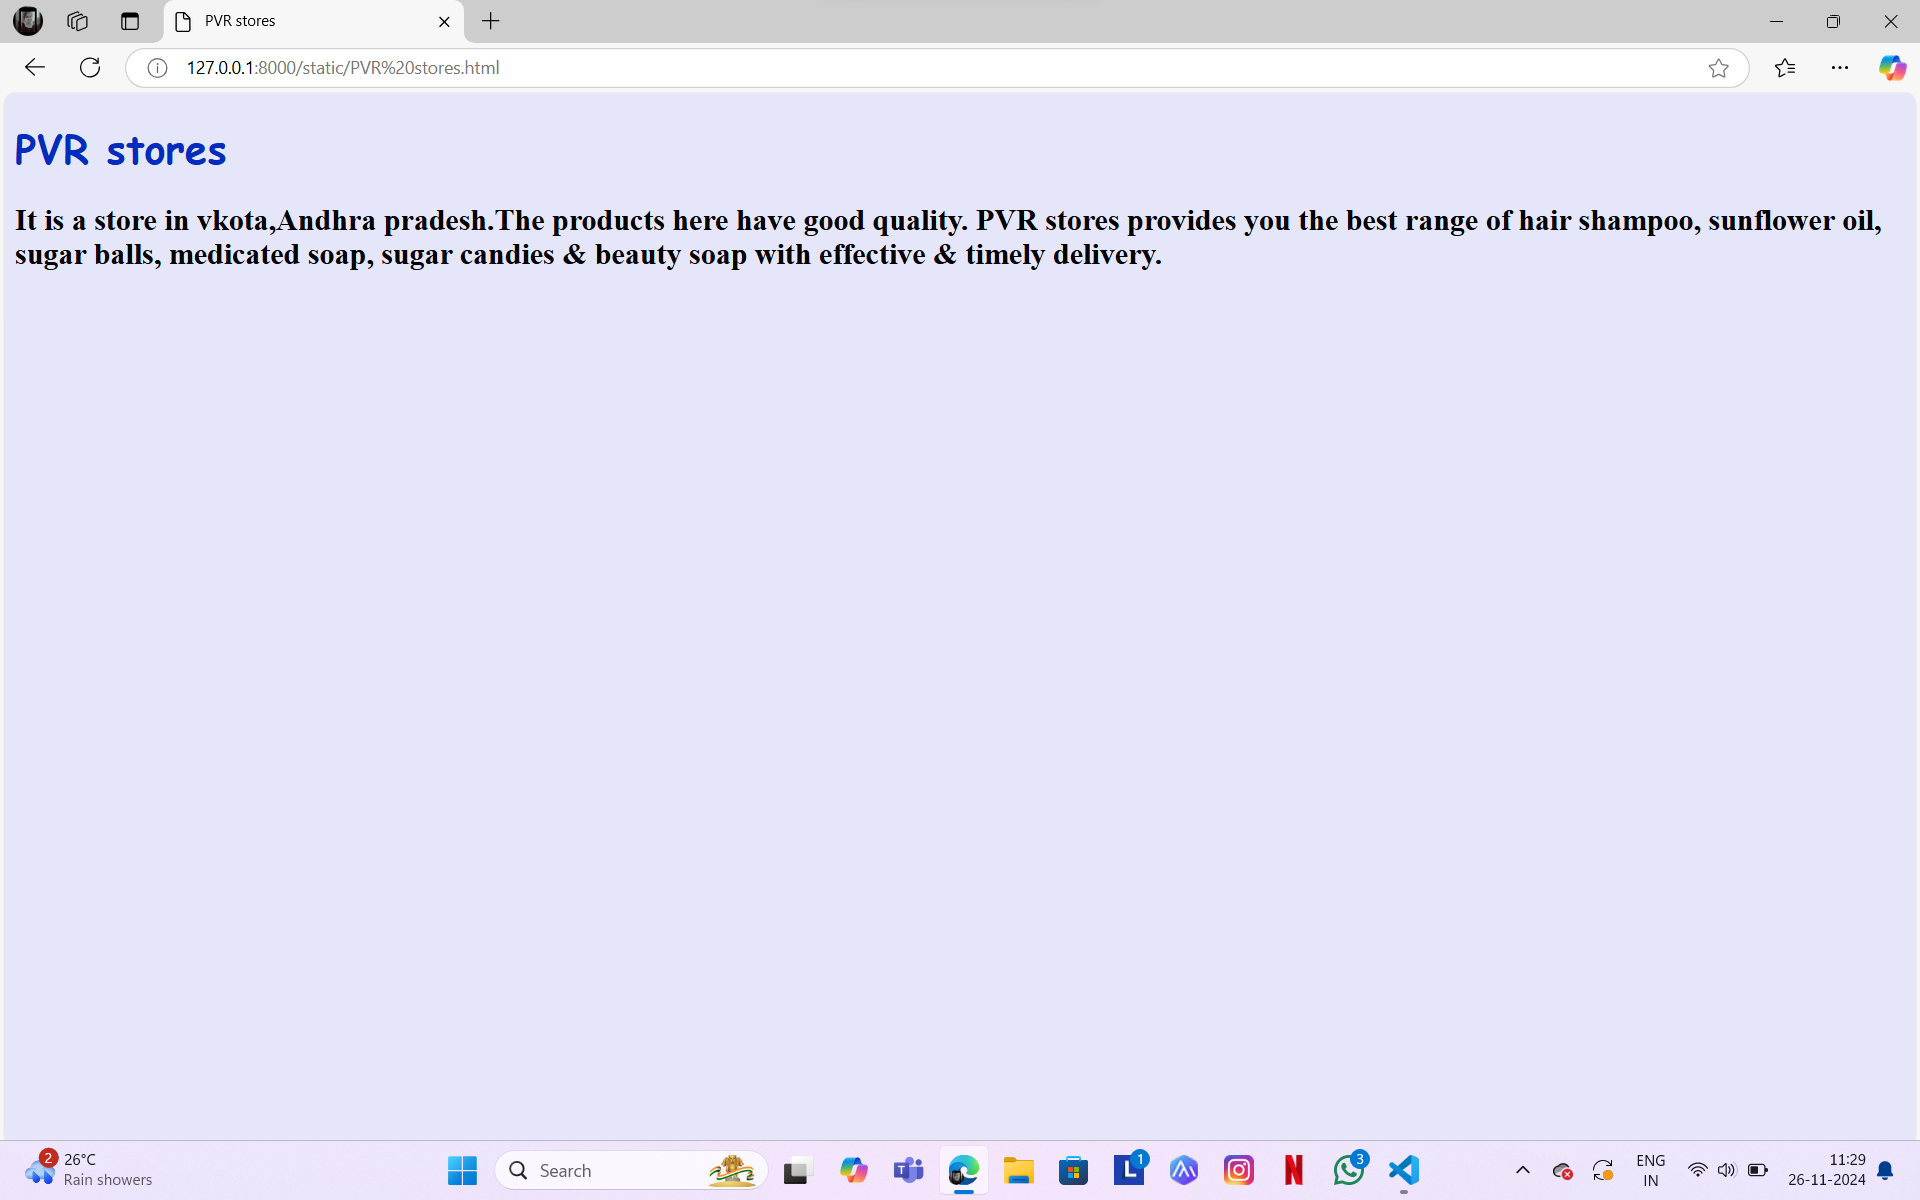 PVR stores
127.0.0.1:8000/static/PVR%20stores.html
PVR stores
It is a store in vkota,Andhra pradesh.The products here have good quality. PVR stores provides you the best range of hair shampoo, sunflower oil,
sugar balls, medicated soap, sugar candies & beauty soap with effective & timely delivery.
2
26°C
Rain showers
Search
T
L
1
N
3
ENG
IN
11:29
26-11-2024